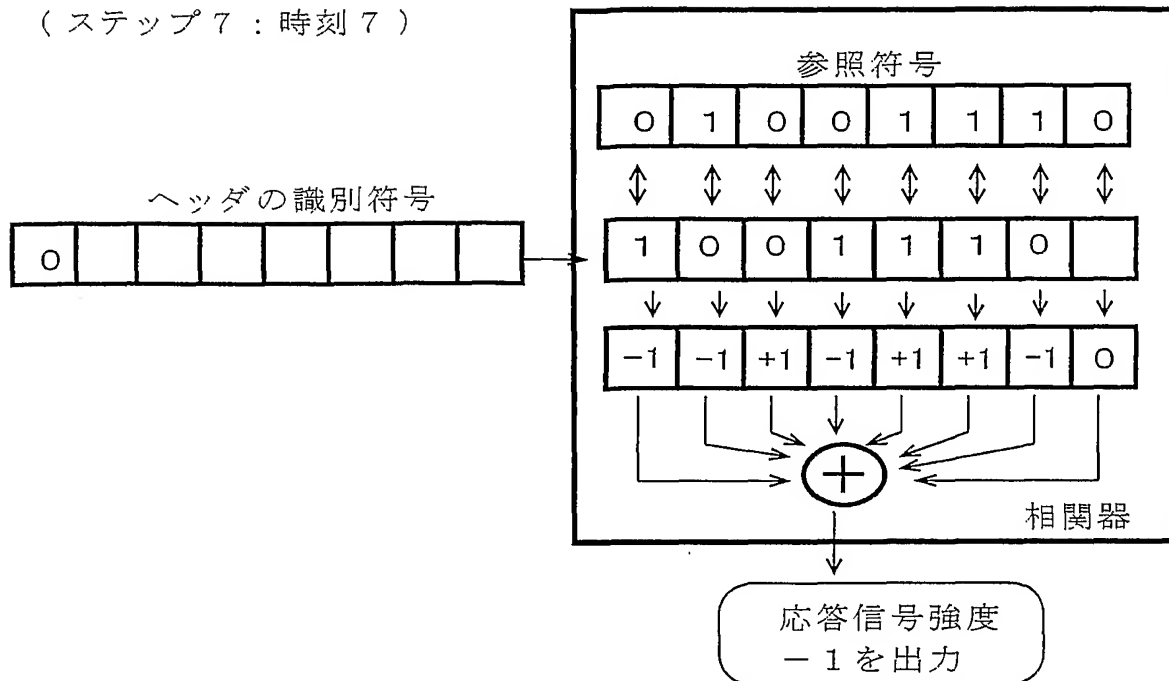 (ステップ7:時刻7)
参照符号
0 1 0 0 1 1 1 0
ヘッダの識別符号
0
1 0 0 1 1 1 0
-1 -1 +1 -1 +1 +1 -1 0
+
相関器
応答信号強度
-1を出力